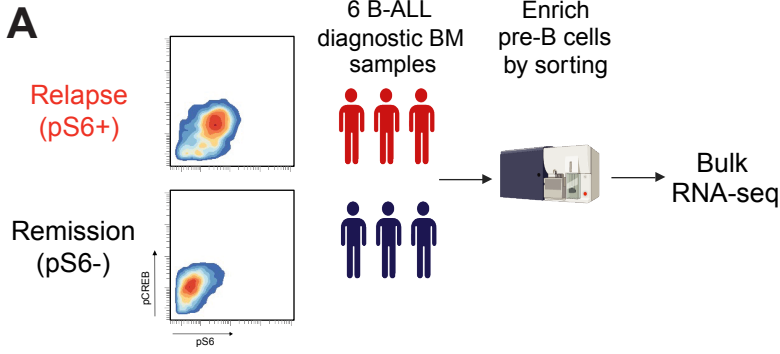 A
6 B-ALL
diagnostic BM
samples
Enrich
pre-B cells
by sorting
Relapse
(pS6+)
Bulk
RNA-seq
Remission
(pS6-)
pCREB
pS6